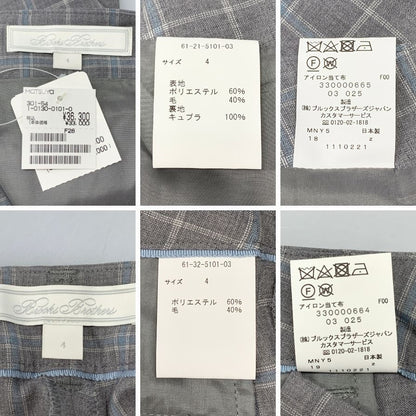 Brooks Brothers
4
MATSUYA
301-54
1-0130-0101-0
¥38,300
F26
61-21-5101-03
サイズ 4
表地
ポリエステル 60%
毛 40%
裏地
キュプラ 100%
アイロン当て布 F00
330000665
03 025
製造
(株)ブルックスブラザーズジャパン
カスタマーサービス
☎0120-02-1818
MNY5 日本製
18 z
1110221
Brooks Brothers
4
61-32-5101-03
サイズ 4
ポリエステル 60%
毛 40%
アイロン当て布 F00
330000664
03 025
製造
(株)ブルックスブラザーズジャパン
カスタマーサービス
☎0120-02-1818
MNY5 日本製
19 z
1110221